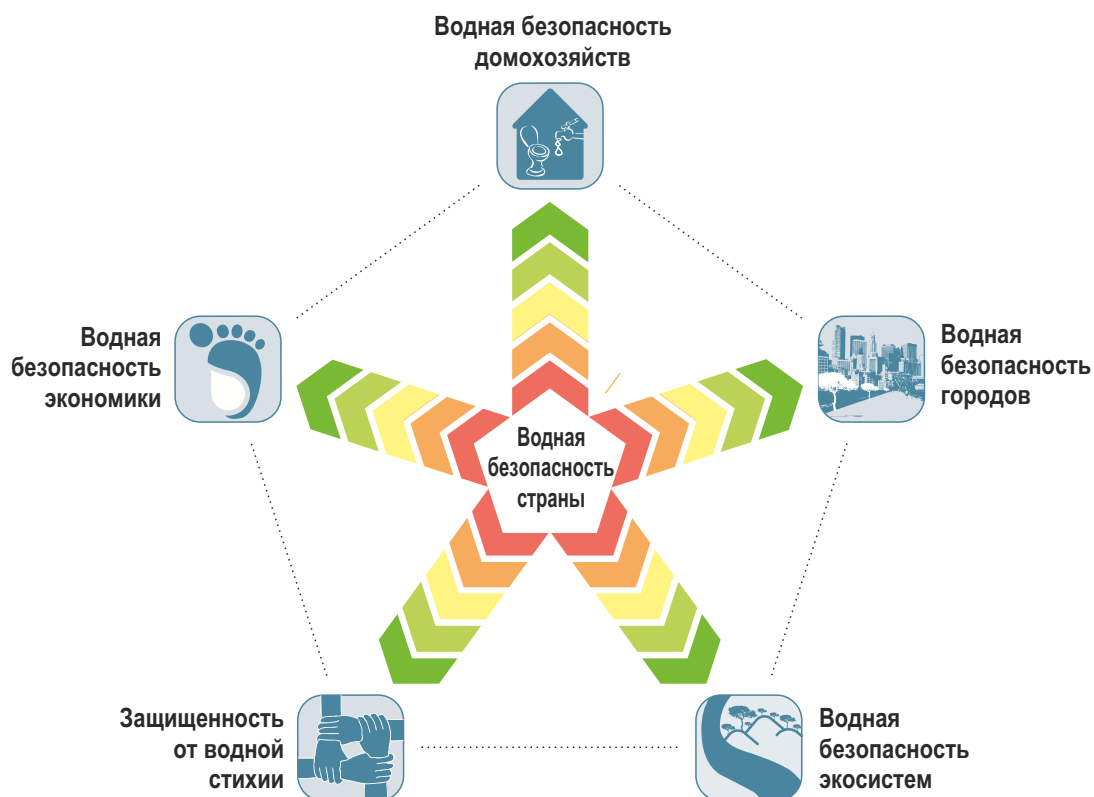 Водная безопасность
домохозяйств
Водная
безопасность
экономики
Водная
безопасность
городов
Водная
безопасность
страны
Защищенность
от водной
стихии
Водная
безопасность
экосистем